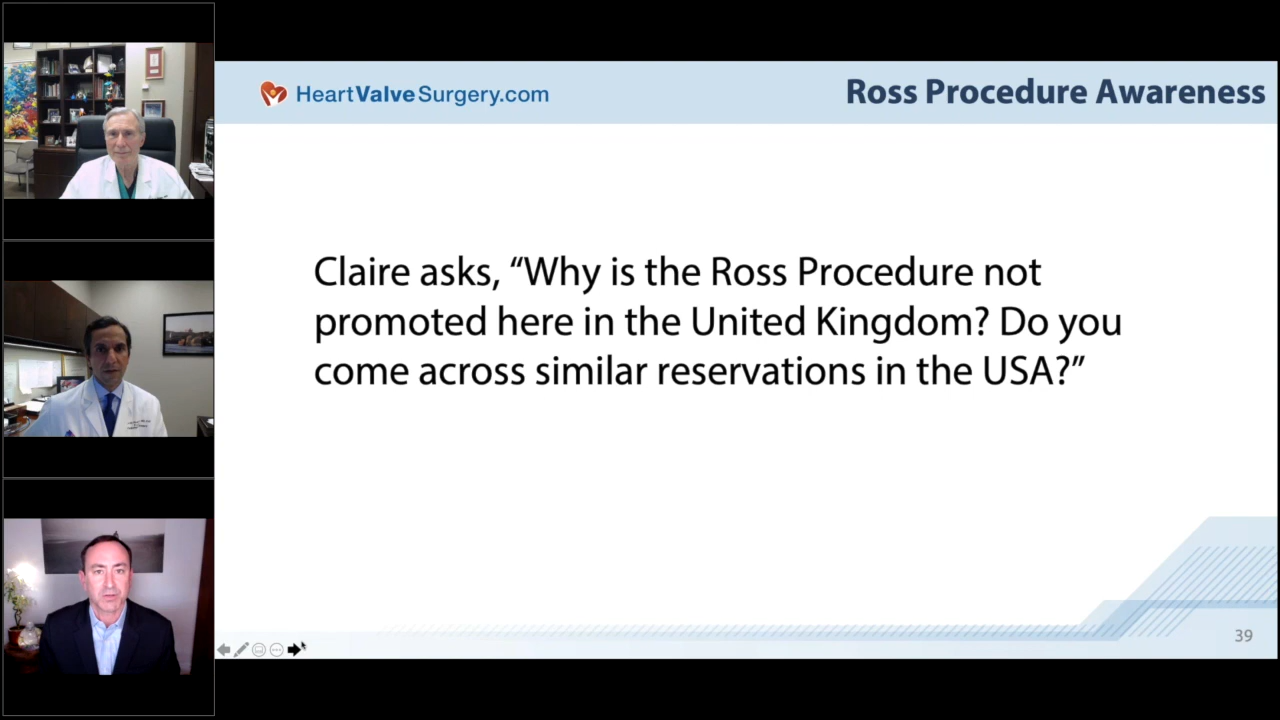 HeartValveSurgery.com
Ross Procedure Awareness
Claire asks, “Why is the Ross Procedure not
promoted here in the United Kingdom? Do you
come across similar reservations in the USA?”
39